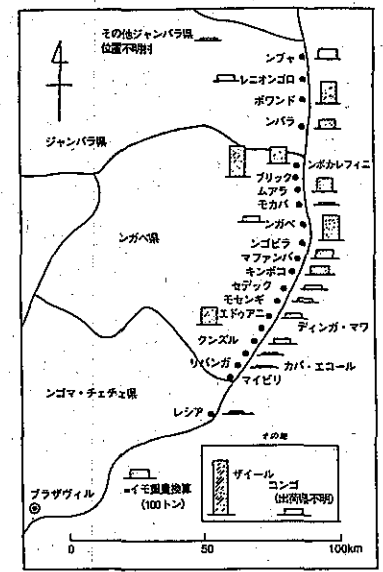 その他ジャンバラ県
位置不明村
ンブャ
レニオンゴロ
ボワンド
ンバラ
ジャンバラ県
ンボカレフィニ
ブリック
ムアラ
モカバ
ンガベ県
ンガベ
ンゴビラ
マファンバ
キンボコ
セデック
モセンギ
エドゥアニ
ディンガ・マワ
クンズル
リバンガ
カバ・エコール
マイビリ
ンゴマ・チェチェ県
レシア
その他
ザイール
コンゴ
(出荷県不明)
=イモ重量換算
(100トン)
ブラザヴィル
0 50 100km